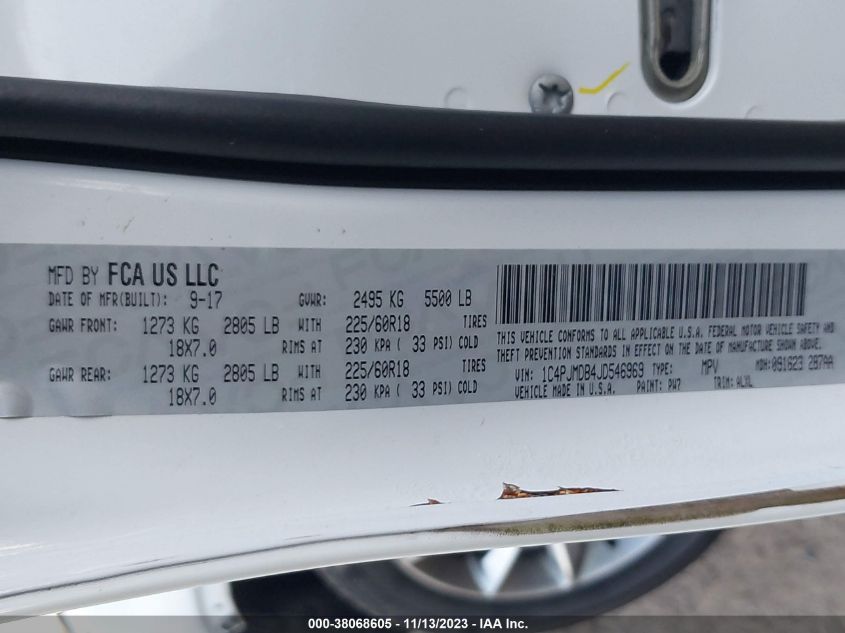 MFD BY FCA US LLC
DATE OF MFR(BUILT): 9-17 GVWR: 2495 KG 5500 LB
GAWR FRONT: 1273 KG 2805 LB WITH 225/60R18 TIRES
18X7.0 RIMS AT 230 KPA ( 33 PSI) COLD
GAWR REAR: 1273 KG 2805 LB WITH 225/60R18 TIRES
18X7.0 RIMS AT 230 KPA ( 33 PSI) COLD
THIS VEHICLE CONFORMS TO ALL APPLICABLE U.S.A. FEDERAL MOTOR VEHICLE SAFETY AND
THEFT PREVENTION STANDARDS IN EFFECT ON THE DATE OF MANUFACTURE SHOWN ABOVE.
VIN: 1C4PJMDB4JD546969 TYPE: MPV MDH: 091623 287AA
VEHICLE MADE IN U.S.A. PAINT: PW7 TRIM: ALXL
000-38068605 - 11/13/2023 - IAA Inc.